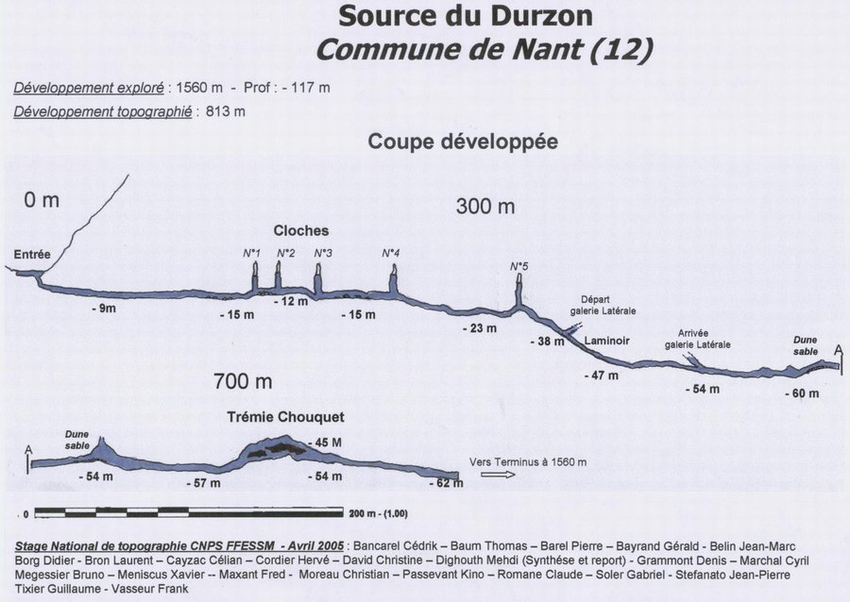 Source du Durzon
Commune de Nant (12)
Développement exploré : 1560 m - Prof : - 117 m
Développement topographié : 813 m
Coupe développée
0 m
300 m
Entrée
Cloches
N°1 N°2 N°3 N°4 N°5
- 9m
- 15 m
- 12 m
- 15 m
- 23 m
Départ
galerie Latérale
- 38 m
Laminoir
- 47 m
Arrivée
galerie Latérale
- 54 m
Dune
sable
A
- 60 m
700 m
Trémie Chouquet
A
Dune
sable
- 54 m
- 57 m
- 45 M
- 54 m
- 62 m
Vers Terminus à 1560 m
0 200 m - (1.00)
Stage National de topographie CNPS FFESSM - Avril 2005 : Bancarel Cédrik – Baum Thomas – Barel Pierre – Bayrand Gérald - Belin Jean-Marc
Borg Didier - Bron Laurent – Cayzac Célian – Cordier Hervé – David Christine – Dighouth Mehdi (Synthése et report) - Grammont Denis – Marchal Cyril
Megessier Bruno – Meniscus Xavier -- Maxant Fred - Moreau Christian – Passevant Kino – Romane Claude – Soler Gabriel - Stefanato Jean-Pierre
Tixier Guillaume - Vasseur Frank